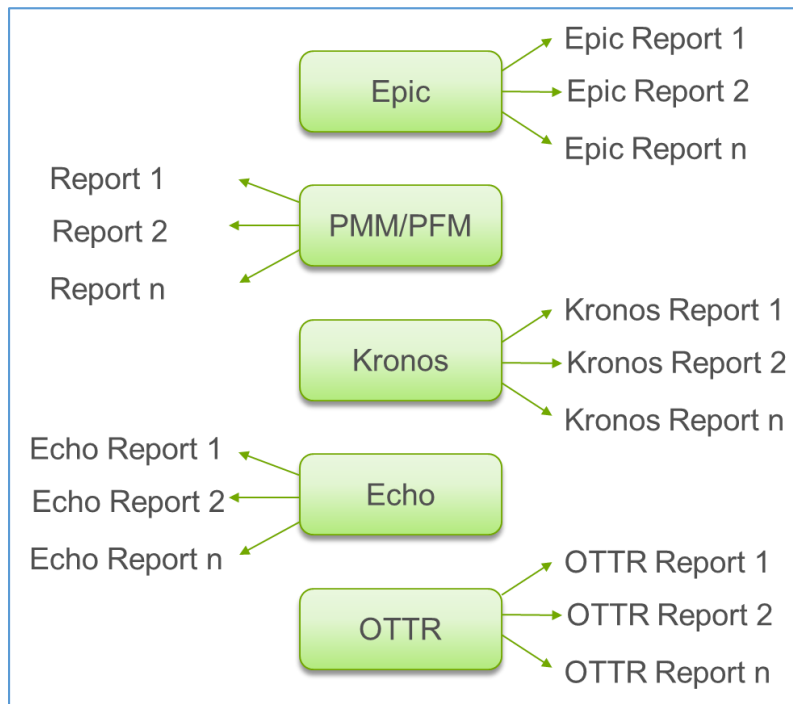 Epic
Epic Report 1
Epic Report 2
Epic Report n
Report 1
Report 2
Report n
PMM/PFM
Kronos
Kronos Report 1
Kronos Report 2
Kronos Report n
Echo Report 1
Echo Report 2
Echo Report n
Echo
OTTR
OTTR Report 1
OTTR Report 2
OTTR Report n